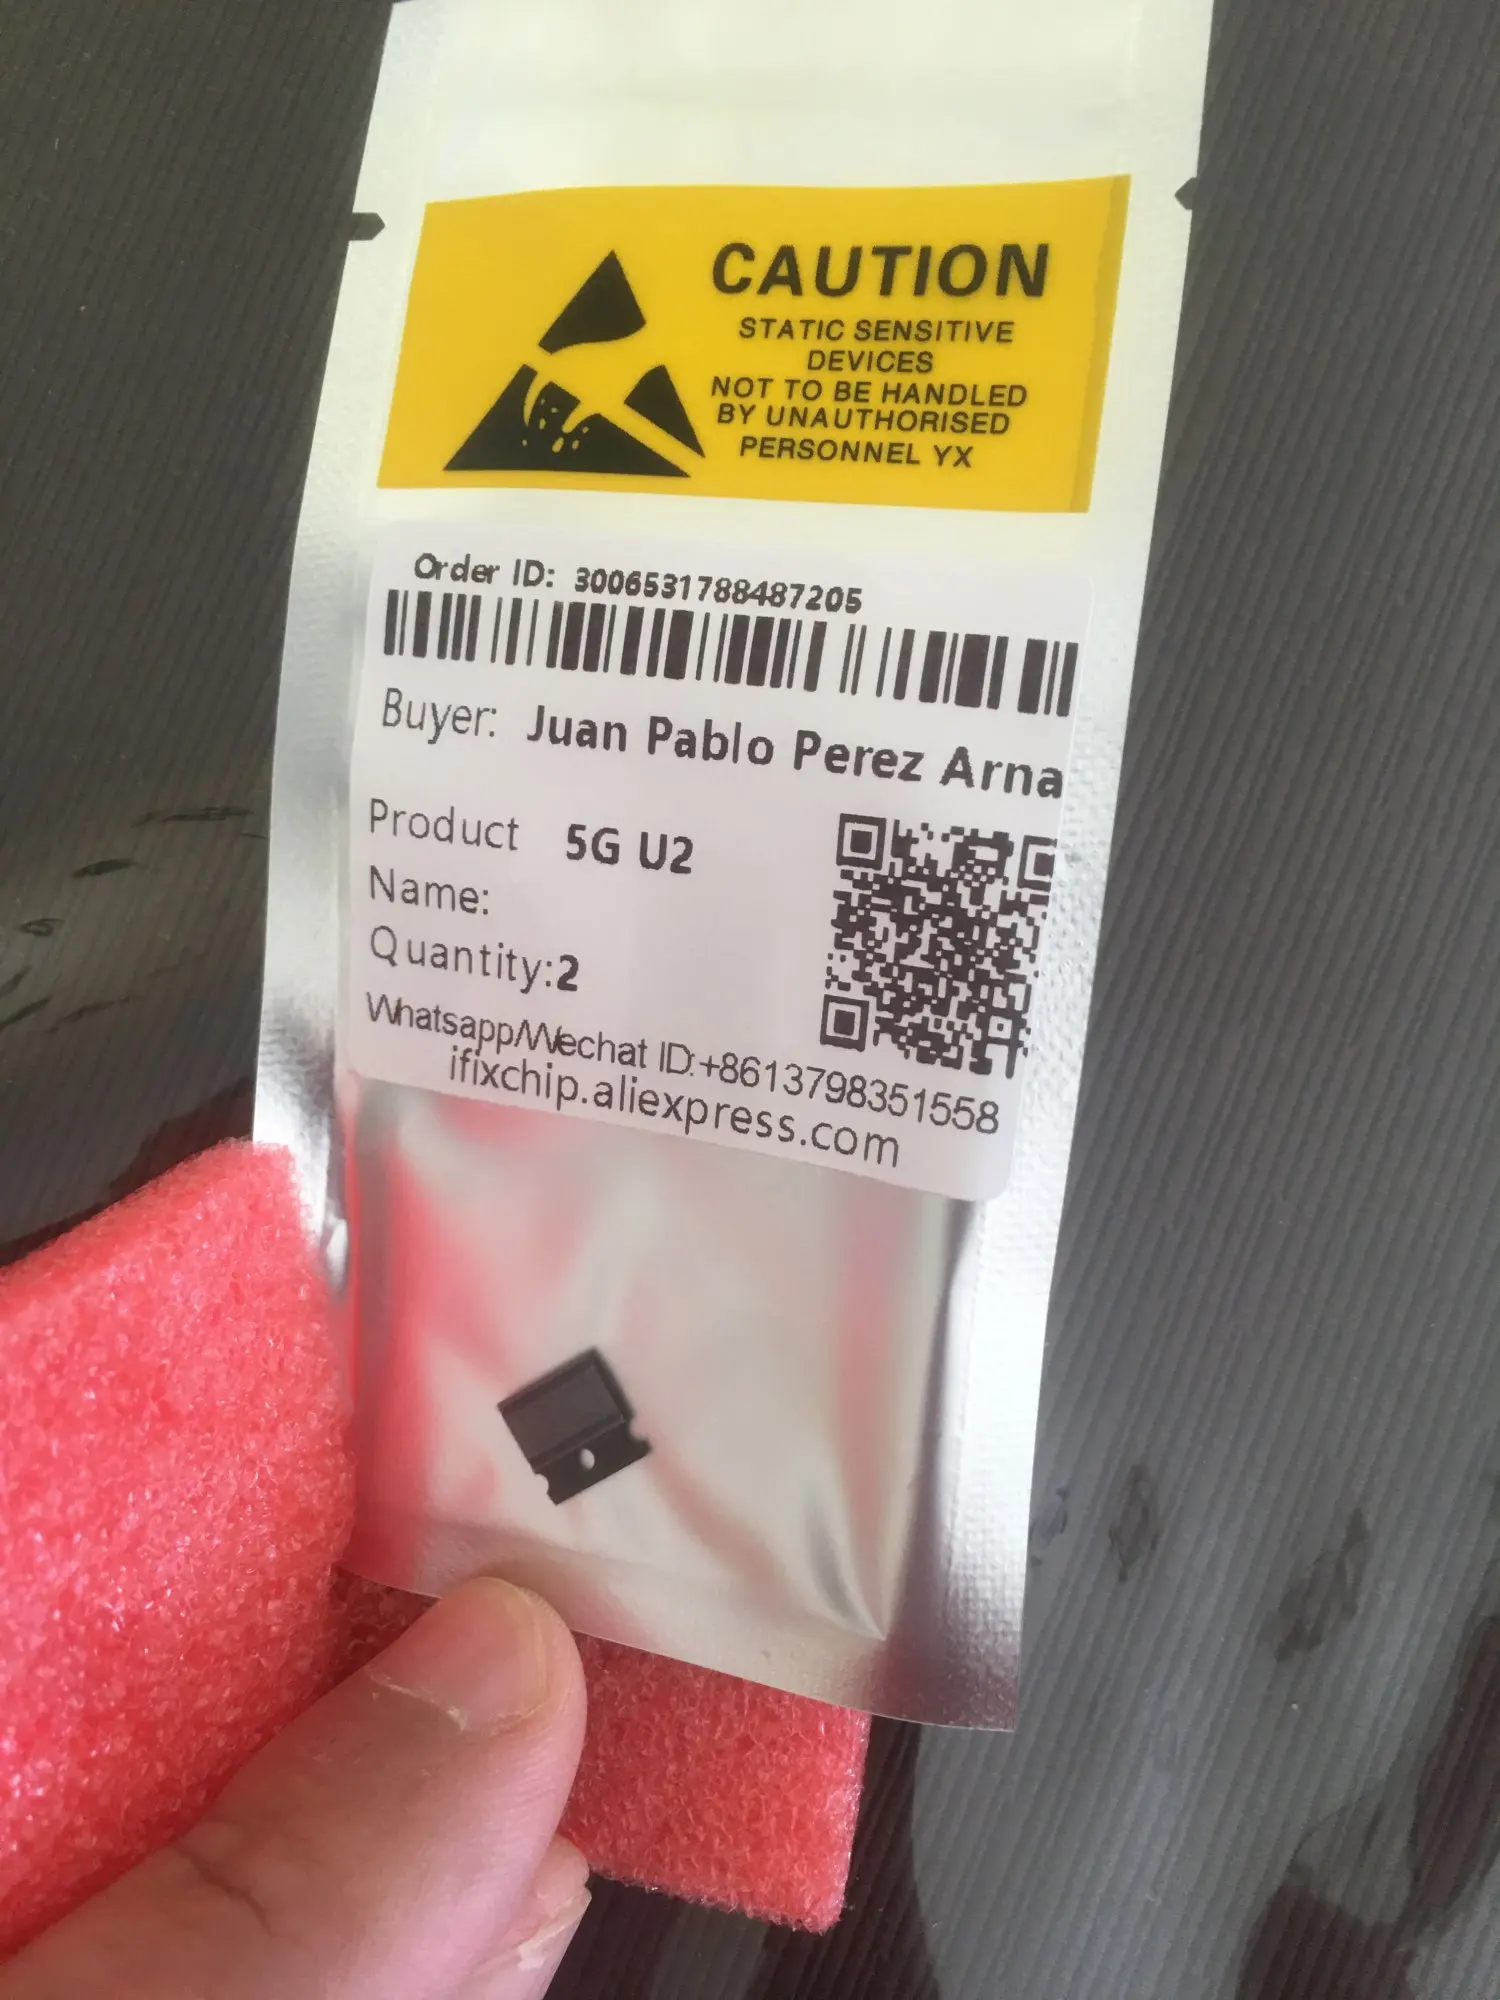 CAUTION
STATIC SENSITIVE
DEVICES
NOT TO BE HANDLED
BY UNAUTHORISED
PERSONNEL YX
Order ID: 3006531788487205
Buyer: Juan Pablo Perez Arna
Product 5G U2
Name:
Quantity:2
Whatsapp/Wechat ID:+8613798351558
ifixchip.aliexpress.com